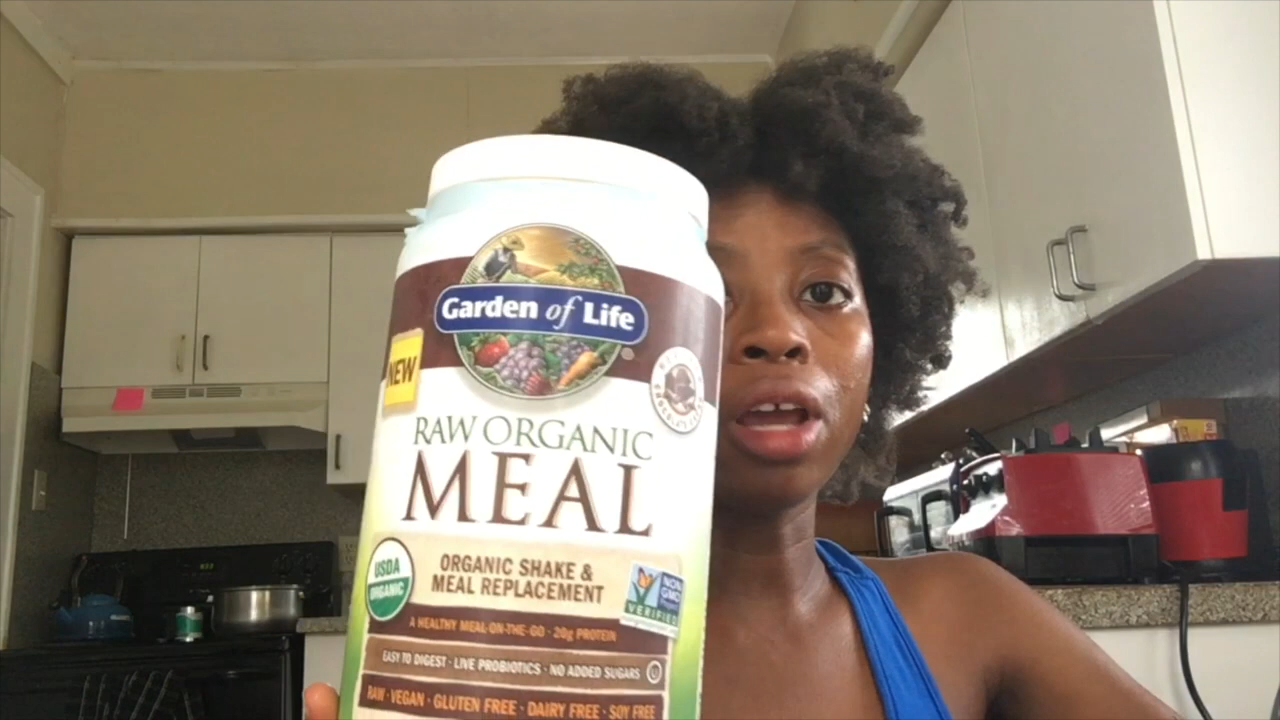 Garden of Life
NEW
RAW ORGANIC
MEAL
USDA
ORGANIC
ORGANIC SHAKE &
MEAL REPLACEMENT
NON
GMO
VERIFIED
A HEALTHY MEAL-ON-THE-GO · 20g PROTEIN
EASY TO DIGEST · LIVE PROBIOTICS · NO ADDED SUGARS
RAW · VEGAN · GLUTEN FREE · DAIRY FREE · SOY FREE